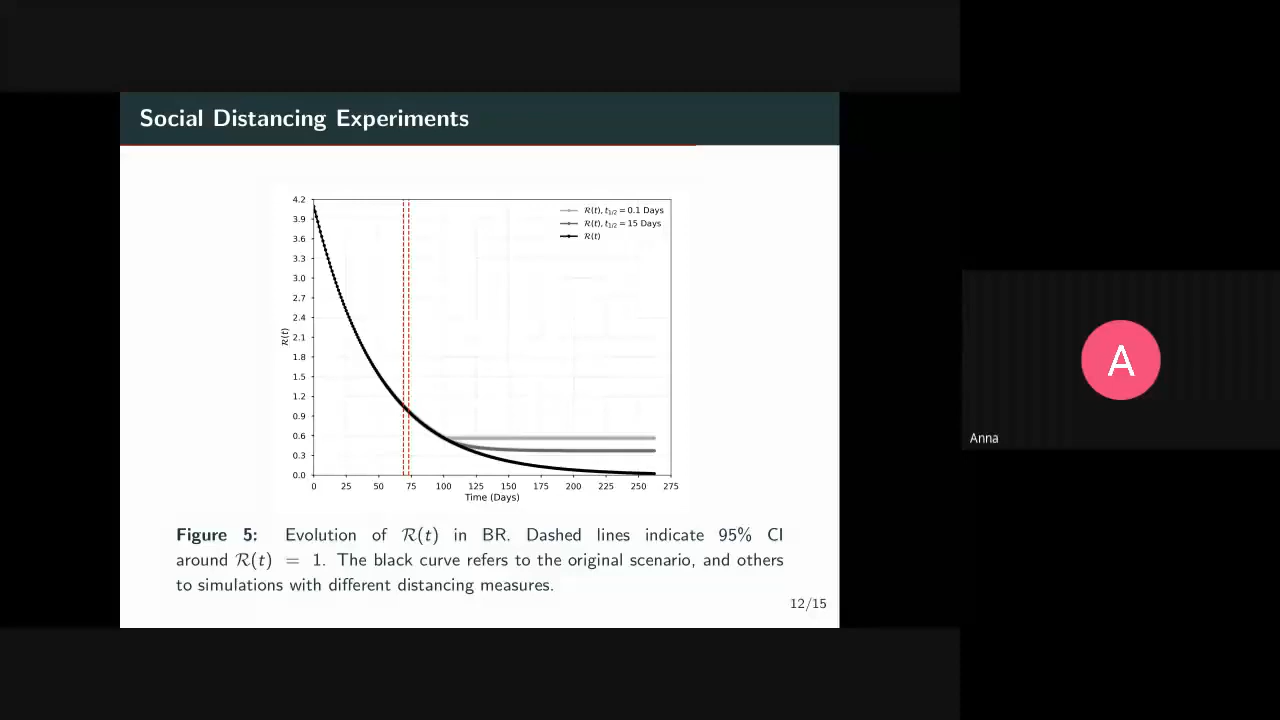 Social Distancing Experiments
4.2
3.9
3.6
3.3
3.0
2.7
2.4
2.1
1.8
1.5
1.2
0.9
0.6
0.3
0.0
ℛ(t)
ℛ(t), t1/2 = 0.1 Days
ℛ(t), t1/2 = 15 Days
ℛ(t)
0 25 50 75 100 125 150 175 200 225 250 275
Time (Days)
Figure 5: Evolution of ℛ(t) in BR. Dashed lines indicate 95% CI
around ℛ(t) = 1. The black curve refers to the original scenario, and others
to simulations with different distancing measures.
12/15
A
Anna